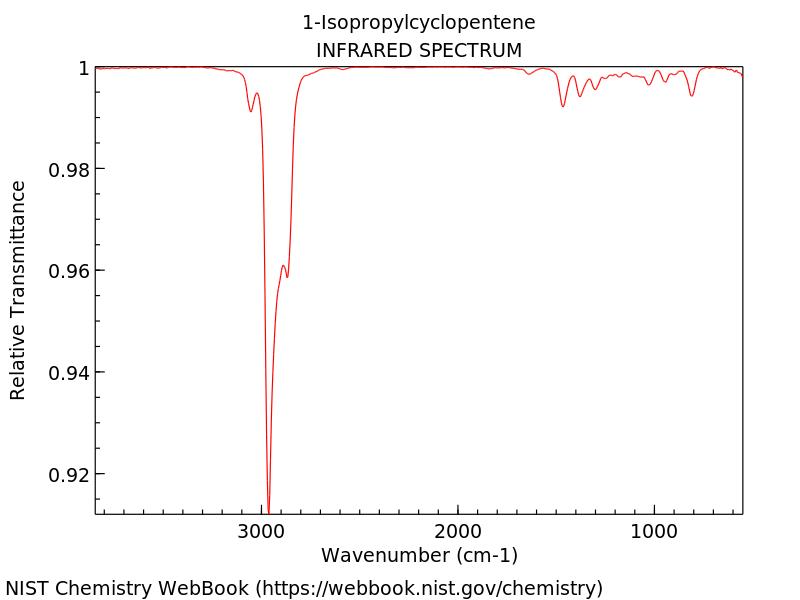 1-Isopropylcyclopentene
INFRARED SPECTRUM
1
0.98
0.96
0.94
0.92
Relative Transmittance
3000 2000 1000
Wavenumber (cm-1)
NIST Chemistry WebBook (https://webbook.nist.gov/chemistry)